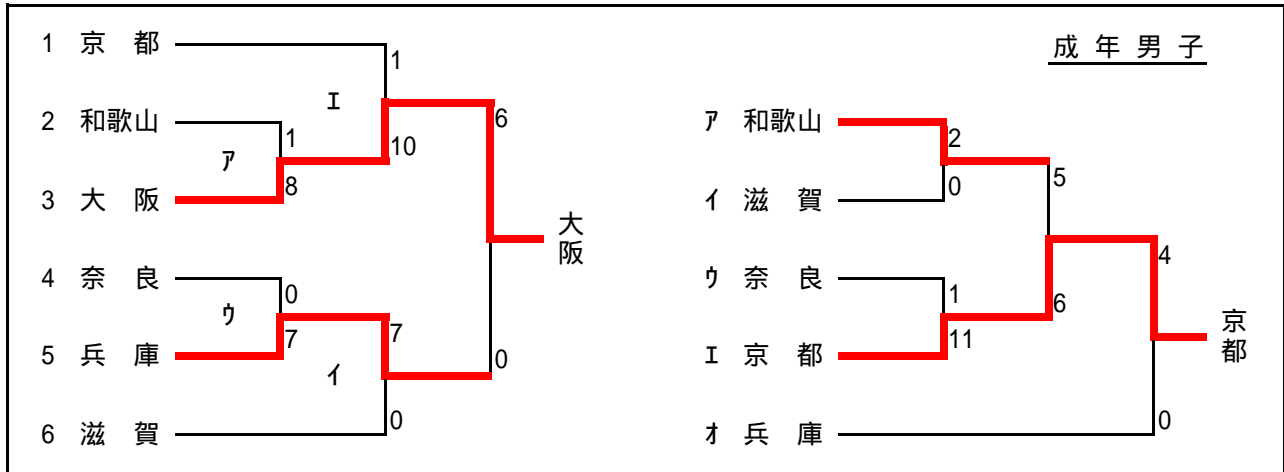 成年男子
1 京都
1
エ
2 和歌山
1
ア
10
6
8
3 大阪
大阪
4 奈良
0
ウ
7
7
5 兵庫
イ
0
0
6 滋賀
ア 和歌山
2
0
5
イ 滋賀
ウ 奈良
1
4
6
11
エ 京都
京都
オ 兵庫
0